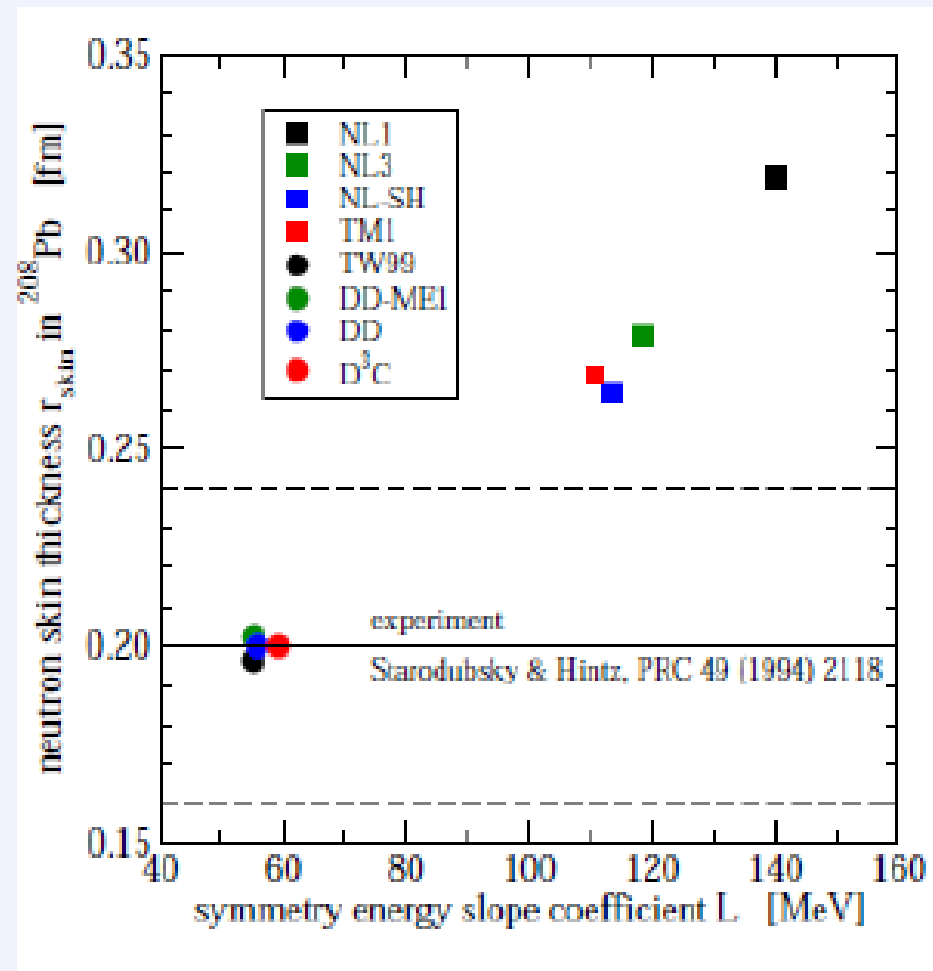 0.35
0.30
0.25
0.20
0.15
neutron skin thickness r_skin in ²⁰⁸Pb [fm]
NL1
NL3
NL-SH
TM1
TW99
DD-ME1
DD
D³C
experiment
Starodubsky & Hintz, PRC 49 (1994) 2118
40 60 80 100 120 140 160
symmetry energy slope coefficient L [MeV]